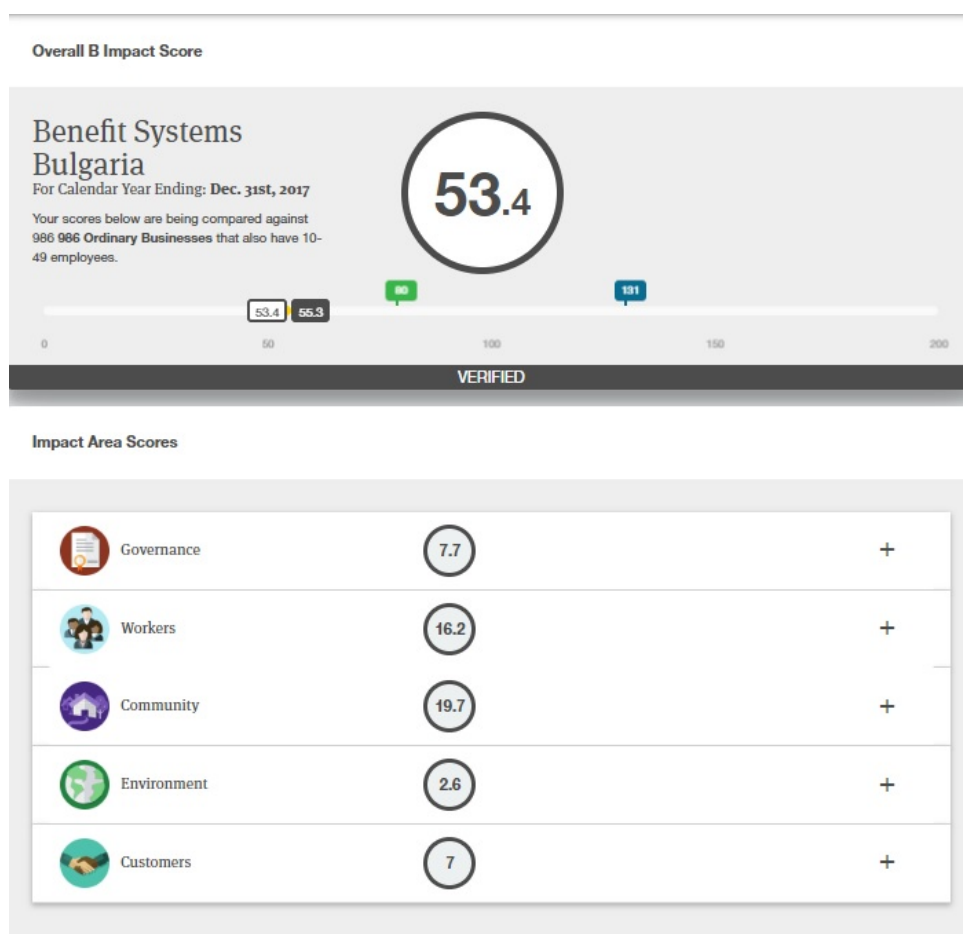 Overall B Impact Score
Benefit Systems
Bulgaria
For Calendar Year Ending: Dec. 31st, 2017
Your scores below are being compared against
986 986 Ordinary Businesses that also have 10-
49 employees.
53.4
80
131
53.4
55.3
0
50
100
150
200
VERIFIED
Impact Area Scores
Governance 7.7 +
Workers 16.2 +
Community 19.7 +
Environment 2.6 +
Customers 7 +